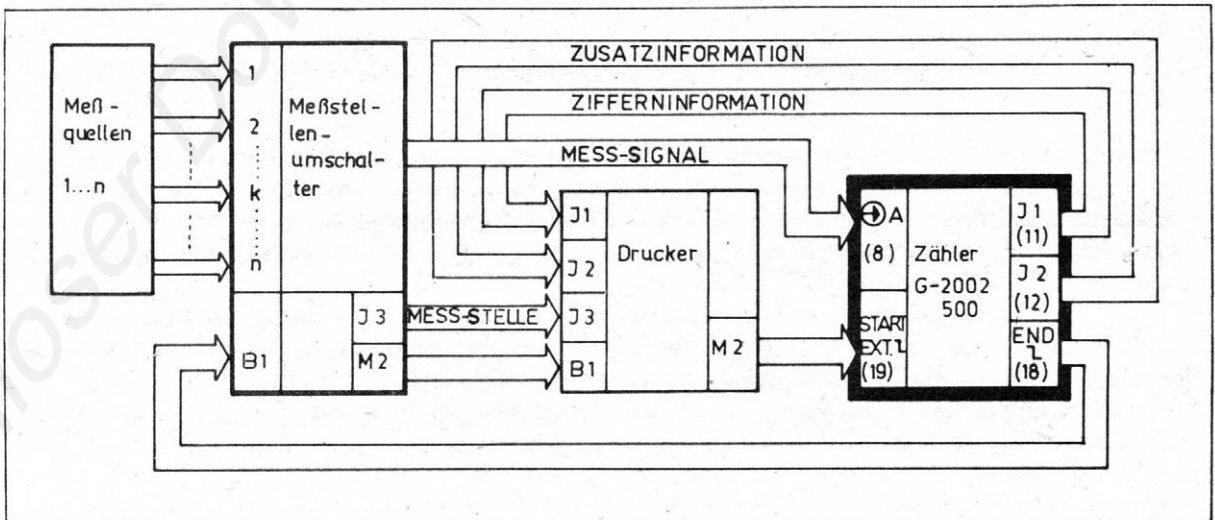 ZUSATZINFORMATION
ZIFFERNINFORMATION
MESS-SIGNAL
Meß-
quellen
1...n
1
2
k
n
Meßstel-
len-
umschal-
ter
B1
J3
M2
MESS-STELLE
J1
J2
J3
B1
Drucker
M2
A
(8)
START
EXT.
(19)
Zähler
G-2002
500
J1
(11)
J2
(12)
END
(18)